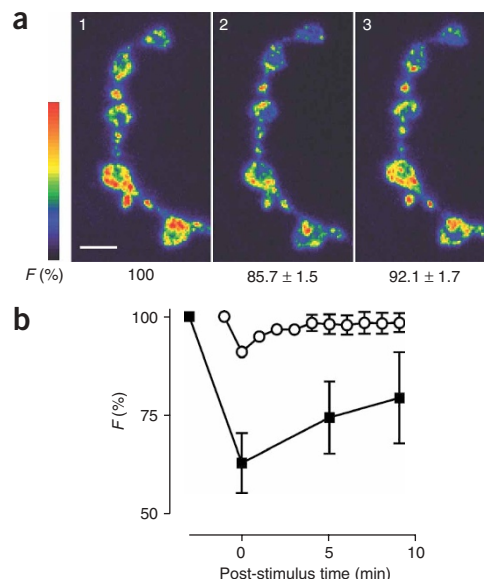 a
1 2 3
F (%) 100 85.7 ± 1.5 92.1 ± 1.7
b
100
75
50
F (%)
0 5 10
Post-stimulus time (min)